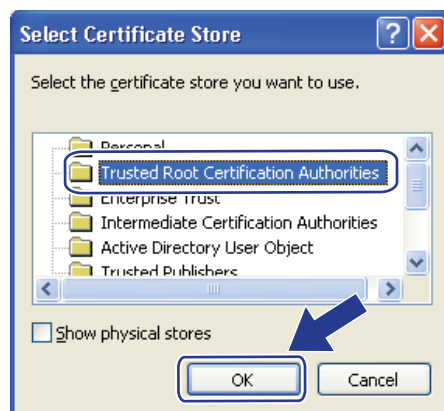 Select Certificate Store
Select the certificate store you want to use.
Personal
Trusted Root Certification Authorities
Enterprise Trust
Intermediate Certification Authorities
Active Directory User Object
Trusted Publishers
Show physical stores
OK Cancel